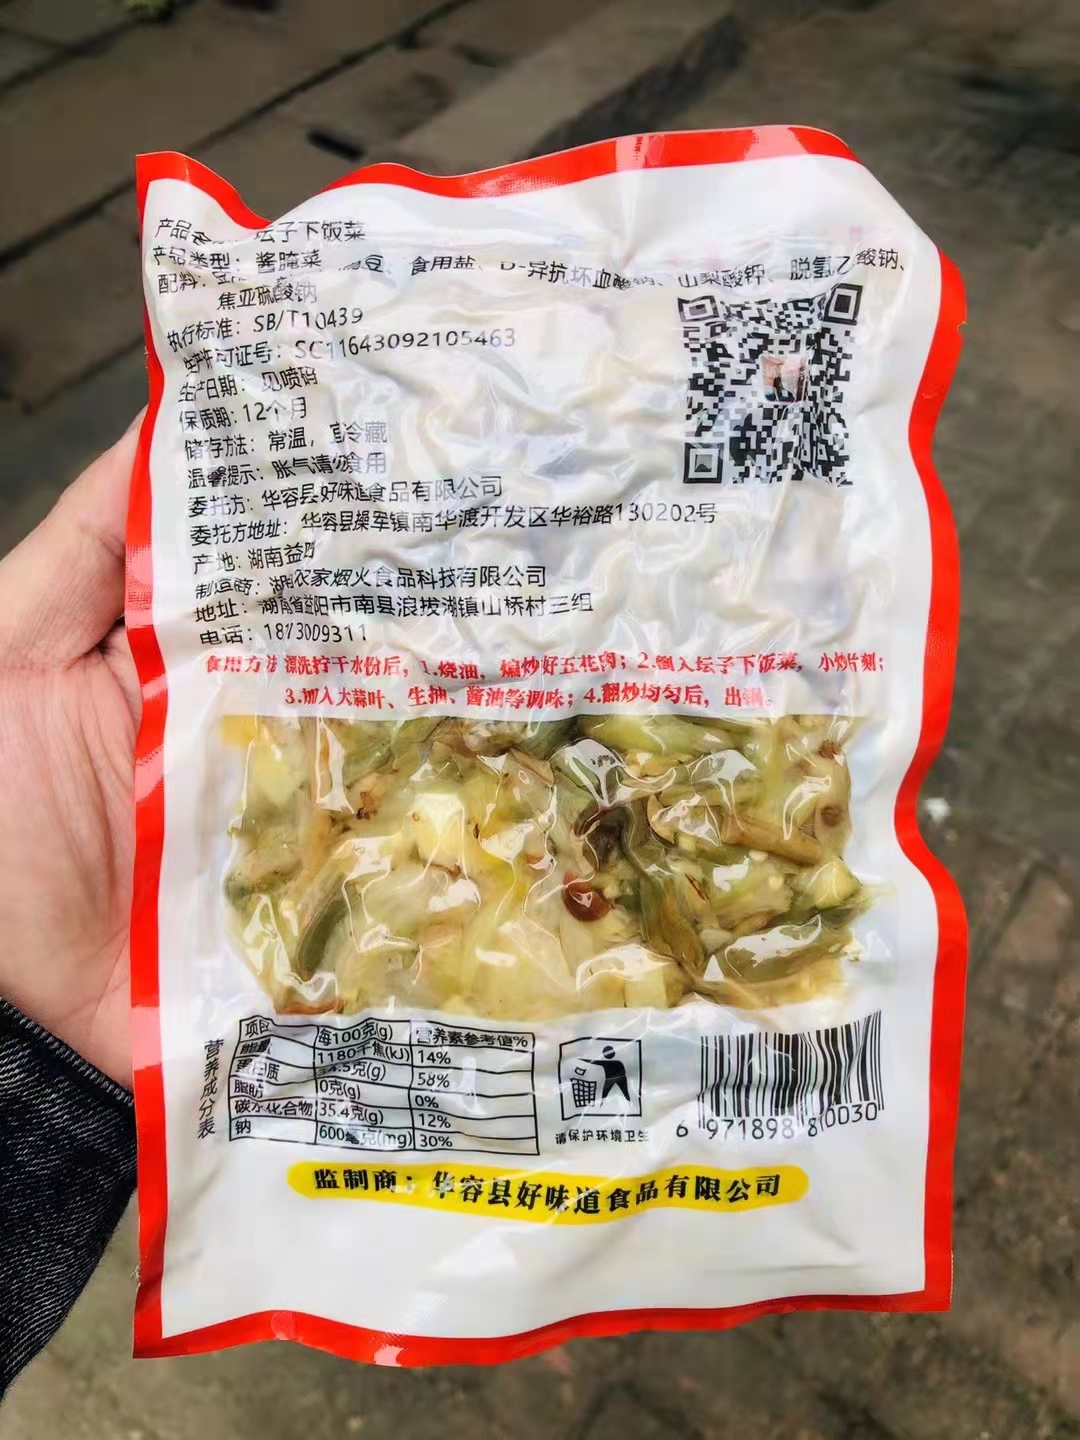 产品 坛子下饭菜
产品类型：酱腌菜
配料： 豆、食用盐、D-异抗坏血酸钠、山梨酸钾、脱氢乙酸钠、
焦亚硫酸钠
执行标准：SB/T10439
生产许可证号：SC11643092105463
生产日期：见喷码
保质期：12个月
储存方法：常温，宜冷藏
温馨提示：胀气请勿食用
委托方：华容县好味道食品有限公司
委托方地址：华容县操军镇南华渡开发区华裕路130202号
产地：湖南益阳
制造商：湖南农家烟火食品科技有限公司
地址：湖南省益阳市南县浪拔湖镇山桥村三组
电话：1873009311
食用方法 漂洗拧干水份后，1.烧油，煸炒好五花肉；2.倒入坛子下饭菜，小炒片刻；
3.加入大蒜叶、生抽、酱油等调味；4.翻炒均匀后，出锅。
营养成分表
项目 每100克(g) 营养素参考值%
能量 1180千焦(kJ) 14%
蛋白质 34.5克(g) 58%
脂肪 0克(g) 0%
碳水化合物 35.4克(g) 12%
钠 600毫克(mg) 30%
请保护环境卫生
6 971898 810030
监制商：华容县好味道食品有限公司